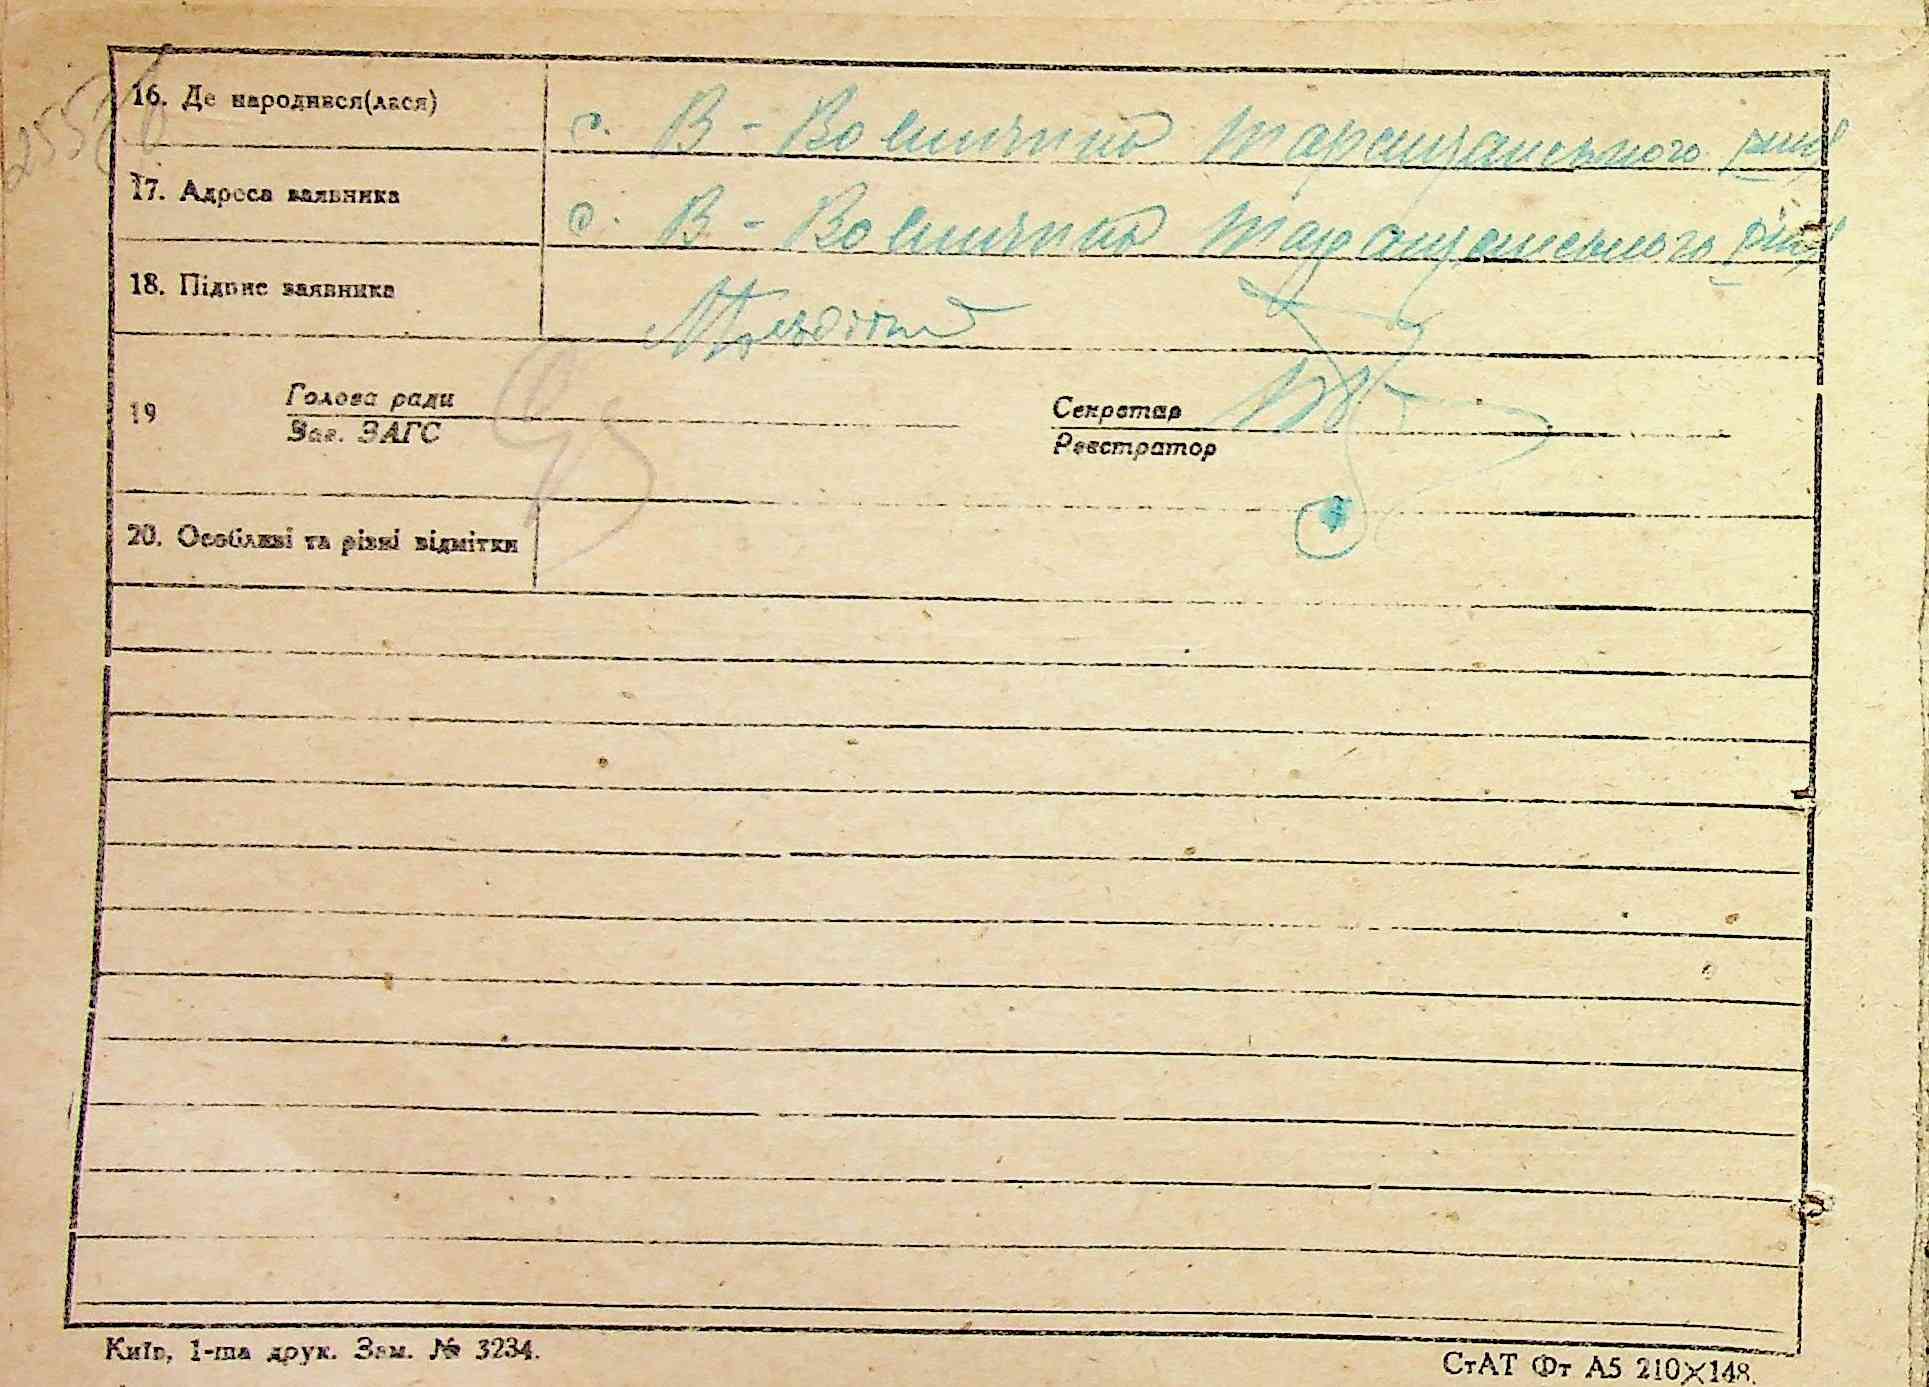 16. Де народився(лася)
с. В-Вовнянка Таращанського р-ну
17. Адреса заявника
с. В-Вовнянка Таращанського р-ну
18. Підпис заявника
19
Голова ради
Зав. ЗАГС
Секретар
Реєстратор
20. Особливі та різні відмітки
Київ, 1-ша друк. Зам. № 3234.
СтАТ Фт А5 210×148.